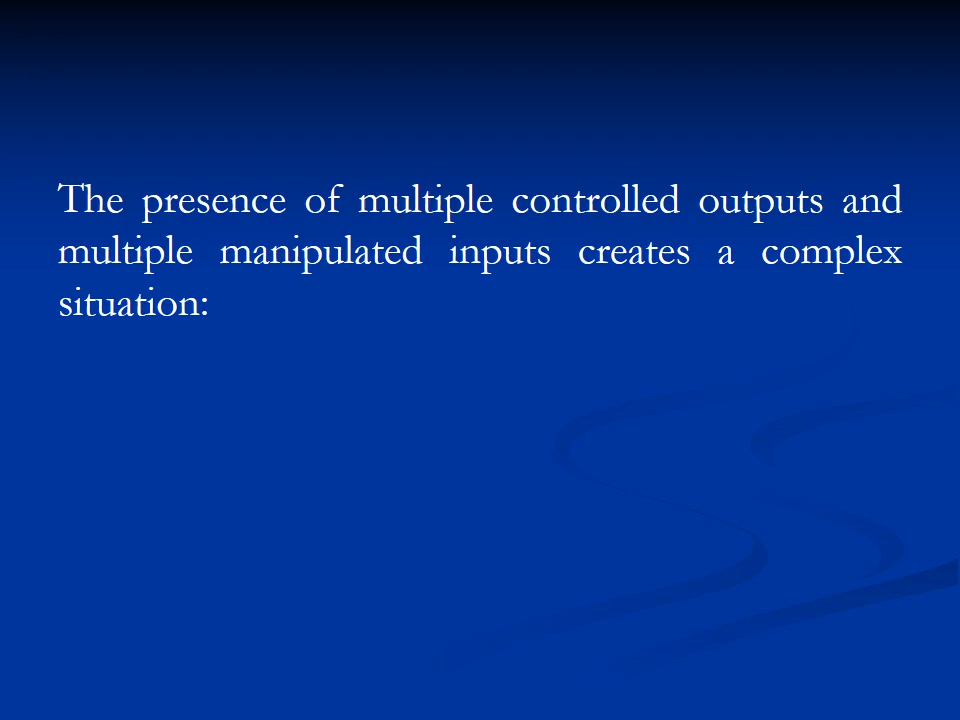 The presence of multiple controlled outputs and
multiple manipulated inputs creates a complex
situation: